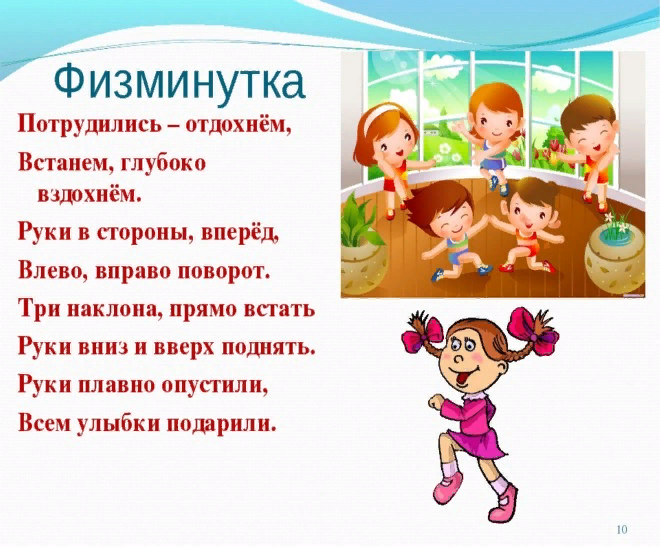 Физминутка
Потрудились – отдохнём,
Встанем, глубоко
вздохнём.
Руки в стороны, вперёд,
Влево, вправо поворот.
Три наклона, прямо встать
Руки вниз и вверх поднять.
Руки плавно опустили,
Всем улыбки подарили.
10